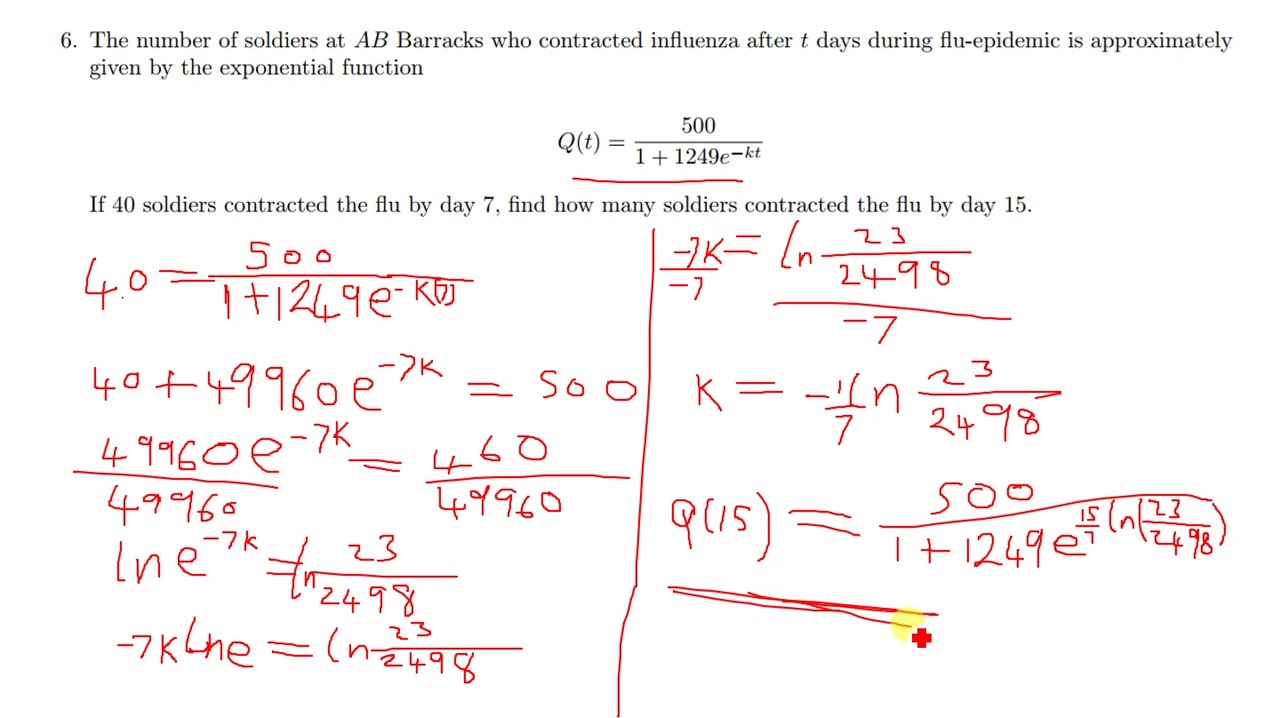 6. The number of soldiers at AB Barracks who contracted influenza after t days during flu-epidemic is approximately
given by the exponential function
Q(t) = 500 / (1 + 1249e^(−kt))
If 40 soldiers contracted the flu by day 7, find how many soldiers contracted the flu by day 15.
40 = 500 / (1 + 1249e^(-K(7)))
40 + 49960e^(-7K) = 500
49960e^(-7K) / 49960 = 460 / 49960
ln e^(-7K) = ln 23/2498
-7K ln e = ln 23/2498
-7K / -7 = ln 23/2498 / -7
K = -1/7 ln 23/2498
Q(15) = 500 / (1 + 1249e^(15/7 ln(23/2498)))